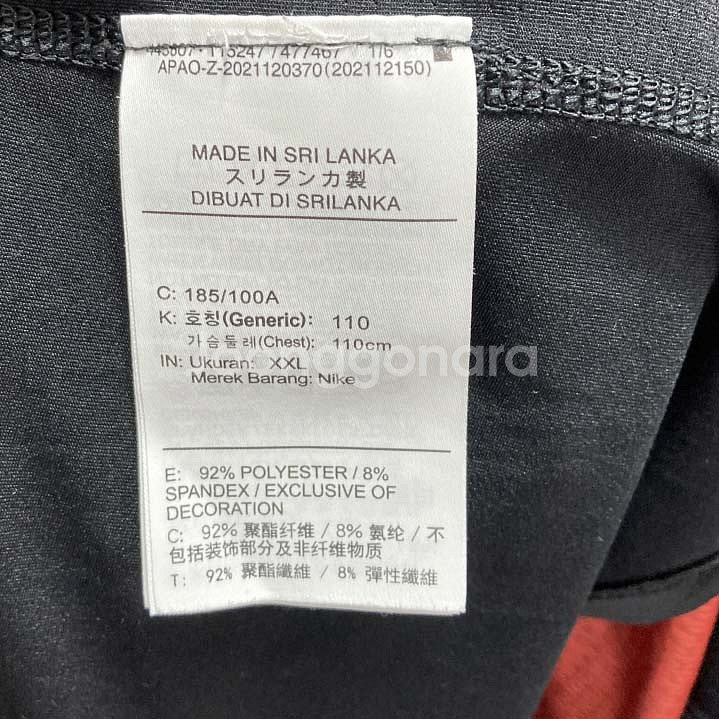 APAO-Z-2021120370(202112150)
MADE IN SRI LANKA
スリランカ製
DIBUAT DI SRILANKA
C: 185/100A
K: 호칭(Generic): 110
가슴둘레(Chest): 110cm
IN: Ukuran: XXL
Merek Barang: Nike
E: 92% POLYESTER / 8%
SPANDEX / EXCLUSIVE OF
DECORATION
C: 92% 聚酯纤维 / 8% 氨纶 / 不
包括装饰部分及非纤维物质
T: 92% 聚酯纖維 / 8% 彈性纖維